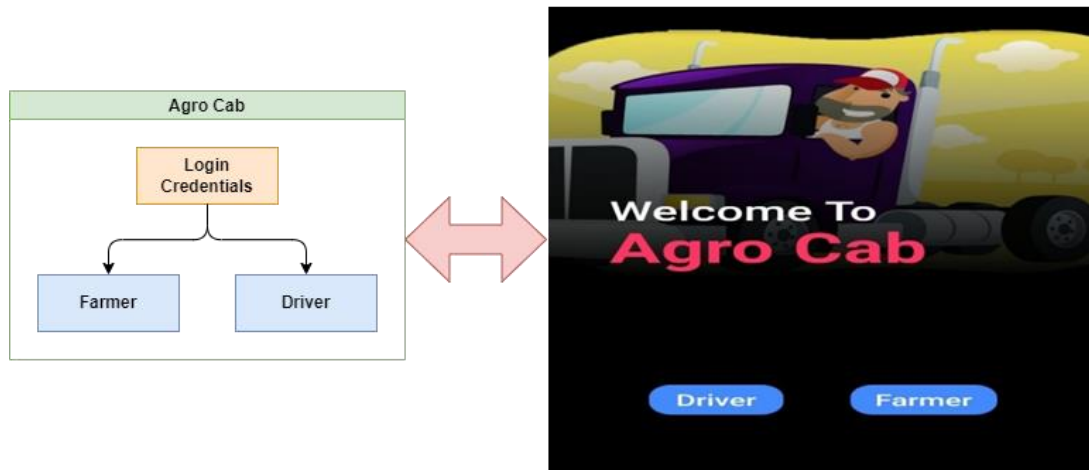 Agro Cab
Login
Credentials
Farmer
Driver
Welcome To
Agro Cab
Driver
Farmer